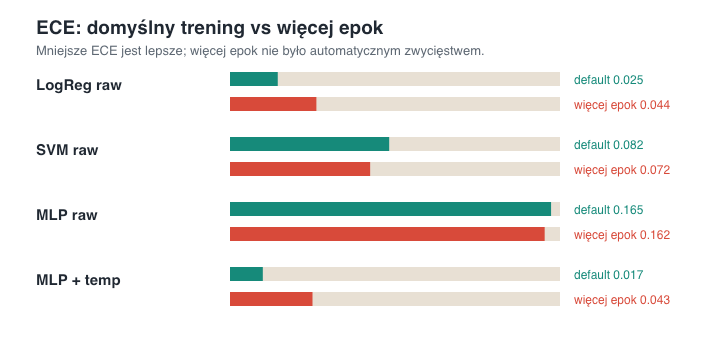 ECE: domyślny trening vs więcej epok
Mniejsze ECE jest lepsze; więcej epok nie było automatycznym zwycięstwem.
LogReg raw
default 0.025
więcej epok 0.044
SVM raw
default 0.082
więcej epok 0.072
MLP raw
default 0.165
więcej epok 0.162
MLP + temp
default 0.017
więcej epok 0.043